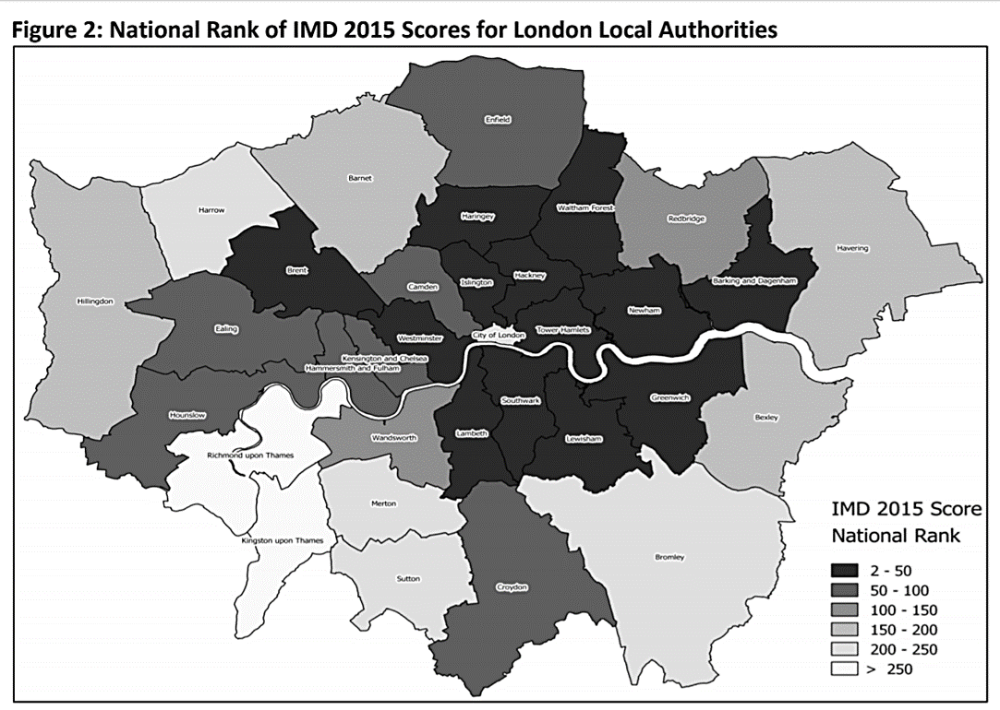 Figure 2: National Rank of IMD 2015 Scores for London Local Authorities
Enfield
Barnet
Harrow
Haringey
Waltham Forest
Redbridge
Havering
Brent
Hillingdon
Camden
Islington
Hackney
Barking and Dagenham
Newham
Ealing
Westminster
City of London
Tower Hamlets
Kensington and Chelsea
Hammersmith and Fulham
Hounslow
Southwark
Greenwich
Bexley
Wandsworth
Lambeth
Lewisham
Richmond upon Thames
Merton
Kingston upon Thames
Sutton
Croydon
Bromley
IMD 2015 Score
National Rank
2 - 50
50 - 100
100 - 150
150 - 200
200 - 250
> 250